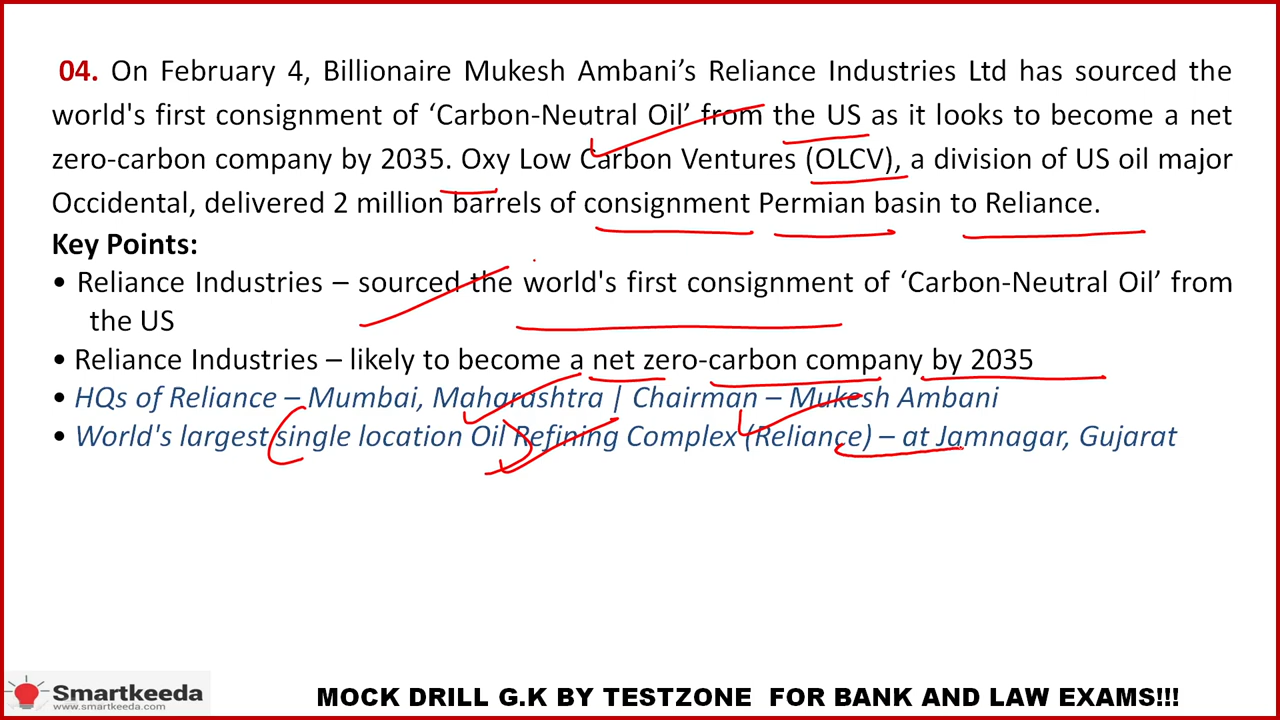 04. On February 4, Billionaire Mukesh Ambani’s Reliance Industries Ltd has sourced the
world's first consignment of ‘Carbon-Neutral Oil’ from the US as it looks to become a net
zero-carbon company by 2035. Oxy Low Carbon Ventures (OLCV), a division of US oil major
Occidental, delivered 2 million barrels of consignment Permian basin to Reliance.
Key Points:
• Reliance Industries – sourced the world's first consignment of ‘Carbon-Neutral Oil’ from
the US
• Reliance Industries – likely to become a net zero-carbon company by 2035
• HQs of Reliance – Mumbai, Maharashtra | Chairman – Mukesh Ambani
• World's largest single location Oil Refining Complex (Reliance) – at Jamnagar, Gujarat
Smartkeeda
www.smartkeeda.com
MOCK DRILL G.K BY TESTZONE FOR BANK AND LAW EXAMS!!!